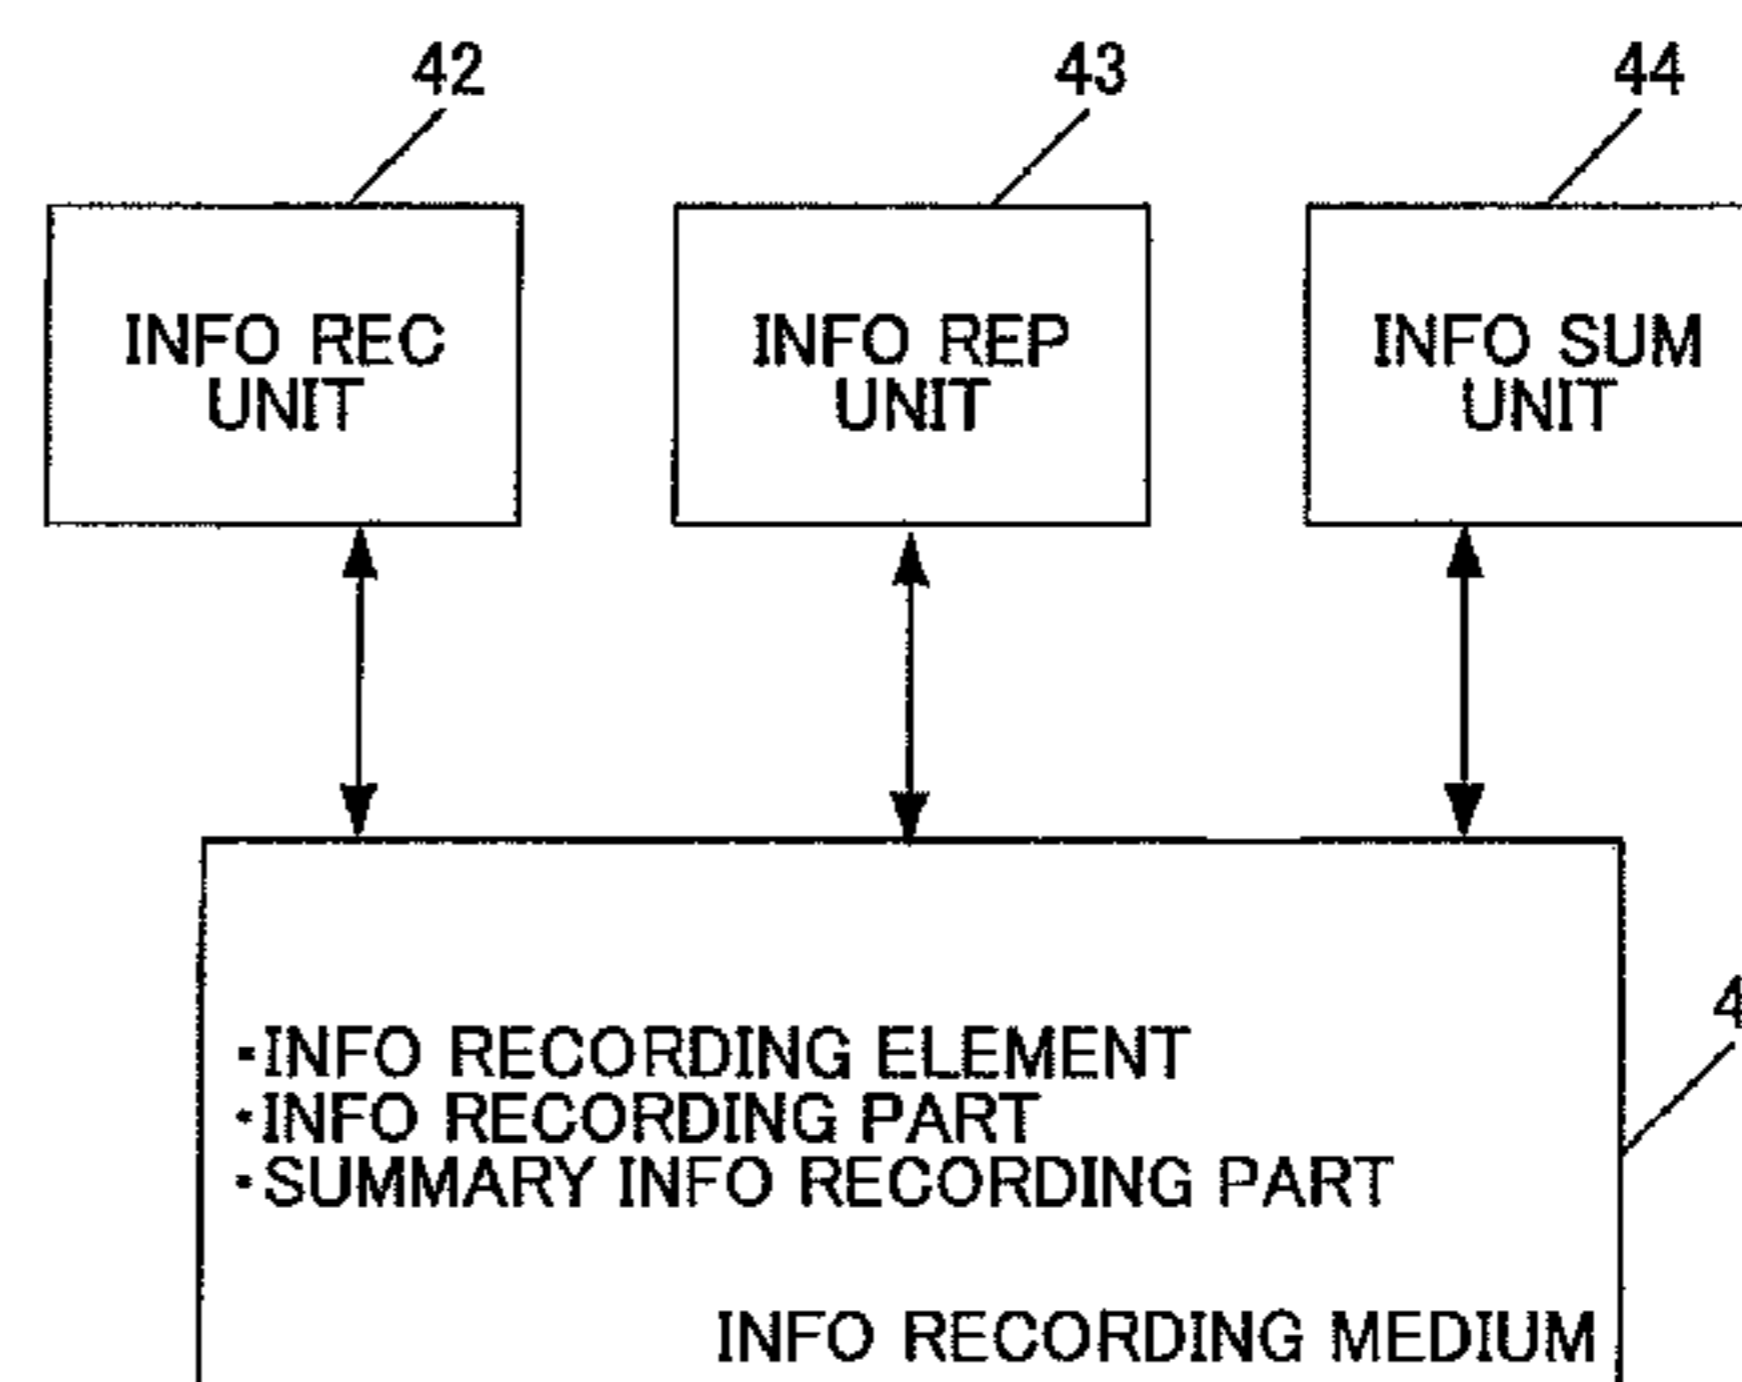 42
43
44
INFO REC
UNIT
INFO REP
UNIT
INFO SUM
UNIT
・INFO RECORDING ELEMENT
・INFO RECORDING PART
・SUMMARY INFO RECORDING PART
INFO RECORDING MEDIUM